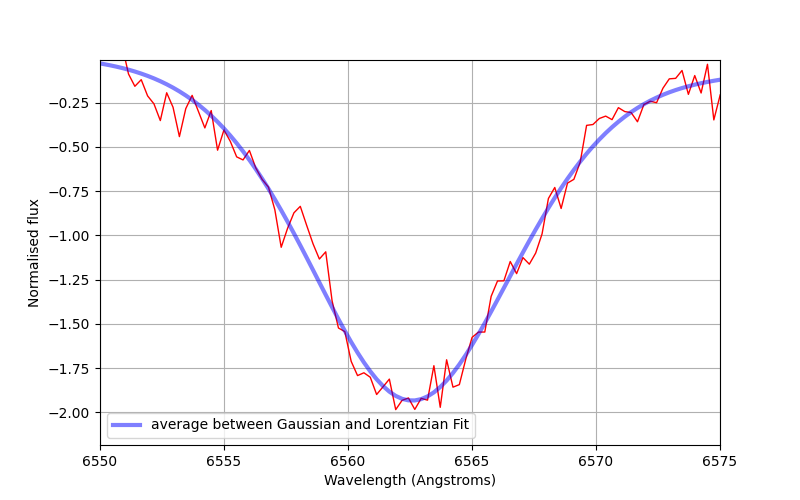 −0.25
−0.50
−0.75
−1.00
−1.25
−1.50
−1.75
−2.00
Normalised flux
average between Gaussian and Lorentzian Fit
6550 6555 6560 6565 6570 6575
Wavelength (Angstroms)